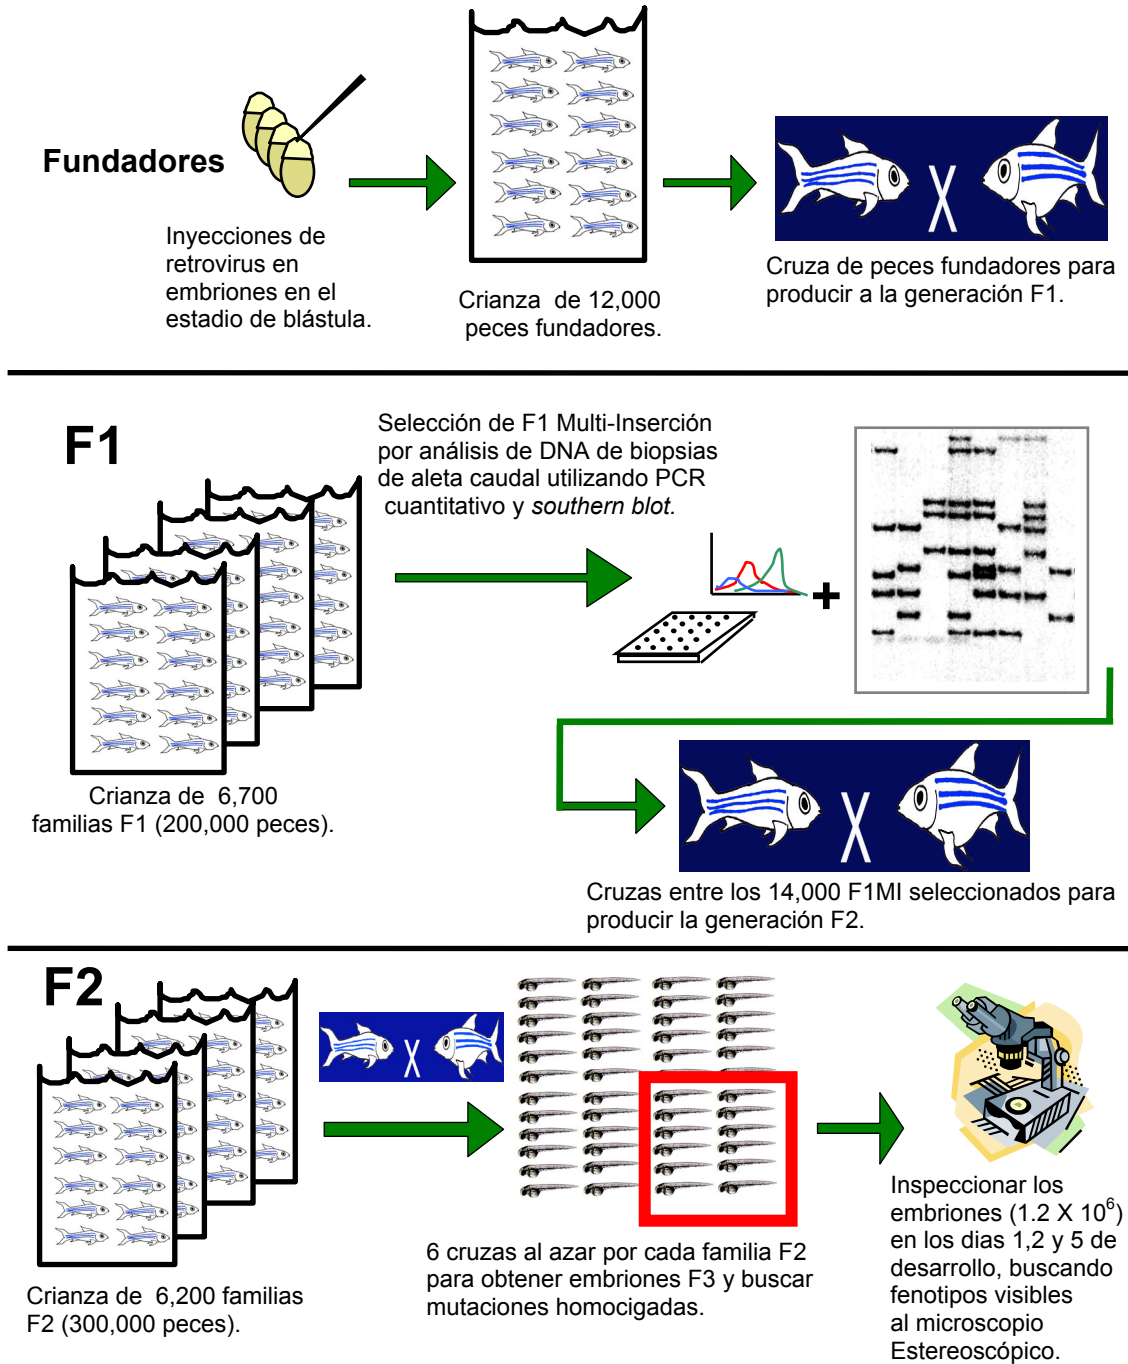 Fundadores
Inyecciones de
retrovirus en
embriones en el
estadio de blástula.
Crianza de 12,000
peces fundadores.
X
Cruza de peces fundadores para
producir a la generación F1.
F1
Selección de F1 Multi-Inserción
por análisis de DNA de biopsias
de aleta caudal utilizando PCR
cuantitativo y southern blot.
+
Crianza de 6,700
familias F1 (200,000 peces).
X
Cruzas entre los 14,000 F1MI seleccionados para
producir la generación F2.
F2
X
Crianza de 6,200 familias
F2 (300,000 peces).
6 cruzas al azar por cada familia F2
para obtener embriones F3 y buscar
mutaciones homocigadas.
Inspeccionar los
embriones (1.2 X 10⁶)
en los dias 1,2 y 5 de
desarrollo, buscando
fenotipos visibles
al microscopio
Estereoscópico.